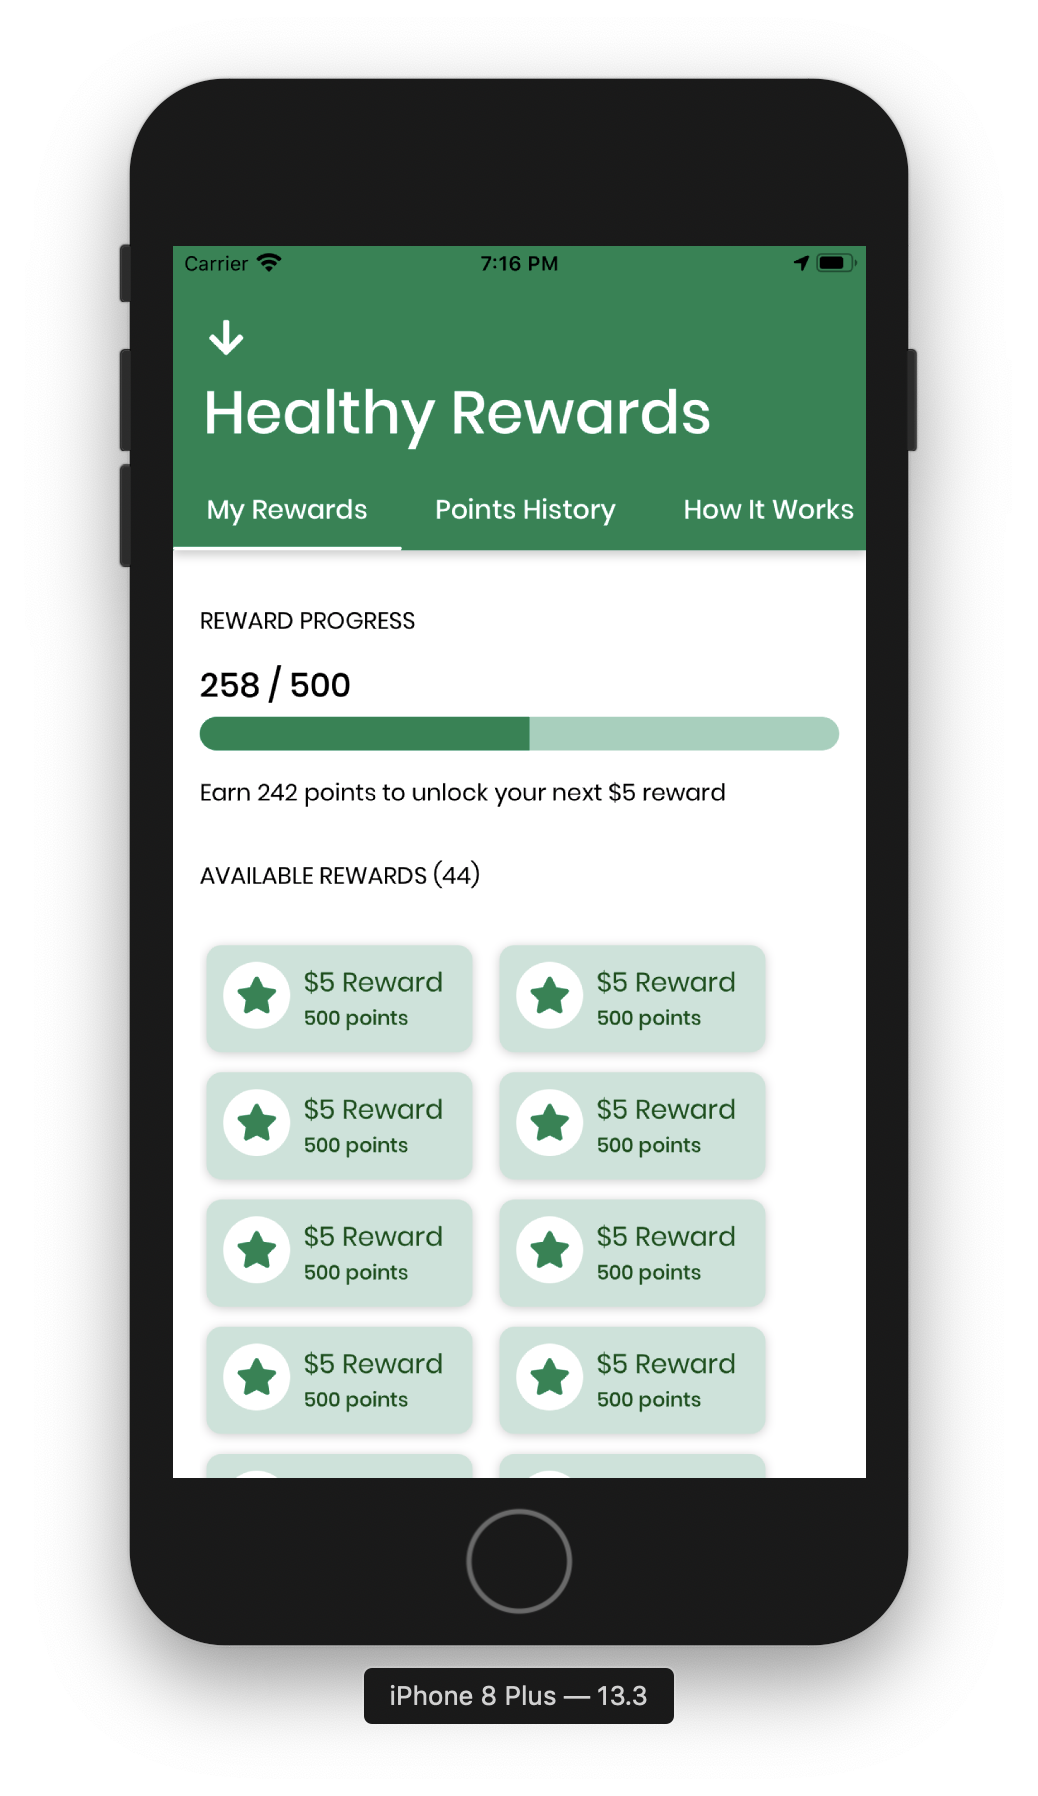 Carrier 7:16 PM
Healthy Rewards
My Rewards Points History How It Works
REWARD PROGRESS
258 / 500
Earn 242 points to unlock your next $5 reward
AVAILABLE REWARDS (44)
$5 Reward $5 Reward
500 points 500 points
$5 Reward $5 Reward
500 points 500 points
$5 Reward $5 Reward
500 points 500 points
$5 Reward $5 Reward
500 points 500 points
iPhone 8 Plus — 13.3